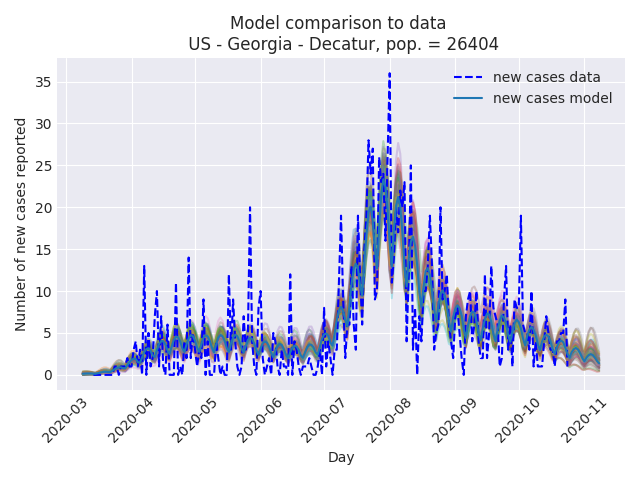 Model comparison to data
US - Georgia - Decatur, pop. = 26404
new cases data
new cases model
Number of new cases reported
35
30
25
20
15
10
5
0
2020-03
2020-04
2020-05
2020-06
2020-07
2020-08
2020-09
2020-10
2020-11
Day